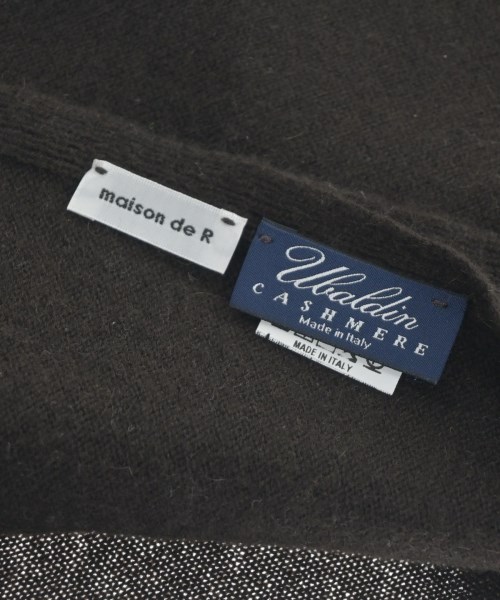 maison de R
Ubaldin
CASHMERE
Made in Italy
MADE IN ITALY